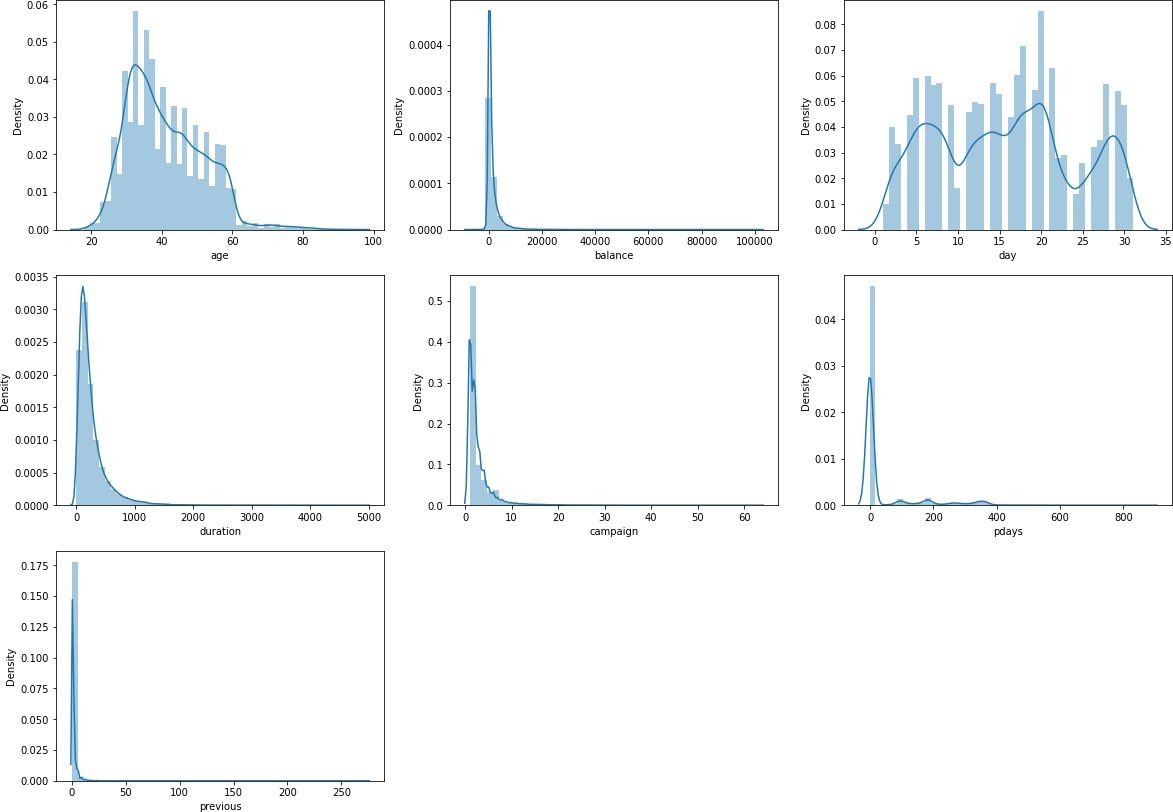 0.06
0.05
0.04
0.03
0.02
0.01
0.00
Density
20 40 60 80 100
age
0.0004
0.0003
0.0002
0.0001
0.0000
Density
0 20000 40000 60000 80000 100000
balance
0.08
0.07
0.06
0.05
0.04
0.03
0.02
0.01
0.00
Density
0 5 10 15 20 25 30 35
day
0.0035
0.0030
0.0025
0.0020
0.0015
0.0010
0.0005
0.0000
Density
0 1000 2000 3000 4000 5000
duration
0.5
0.4
0.3
0.2
0.1
0.0
Density
0 10 20 30 40 50 60
campaign
0.04
0.03
0.02
0.01
0.00
Density
0 200 400 600 800
pdays
0.175
0.150
0.125
0.100
0.075
0.050
0.025
0.000
Density
0 50 100 150 200 250
previous